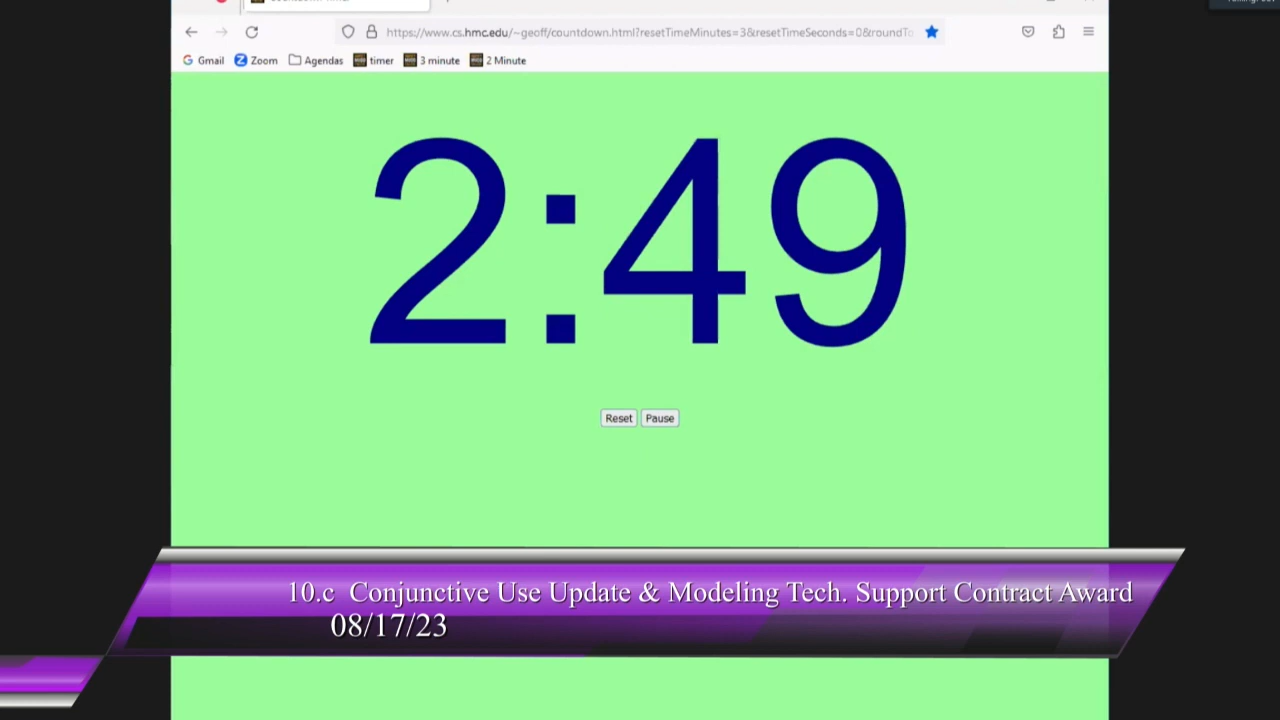 https://www.cs.hmc.edu/~geoff/countdown.html?resetTimeMinutes=3&resetTimeSeconds=0&roundTo
Gmail Zoom Agendas timer 3 minute 2 Minute
2:49
Reset Pause
10.c Conjunctive Use Update & Modeling Tech. Support Contract Award
08/17/23